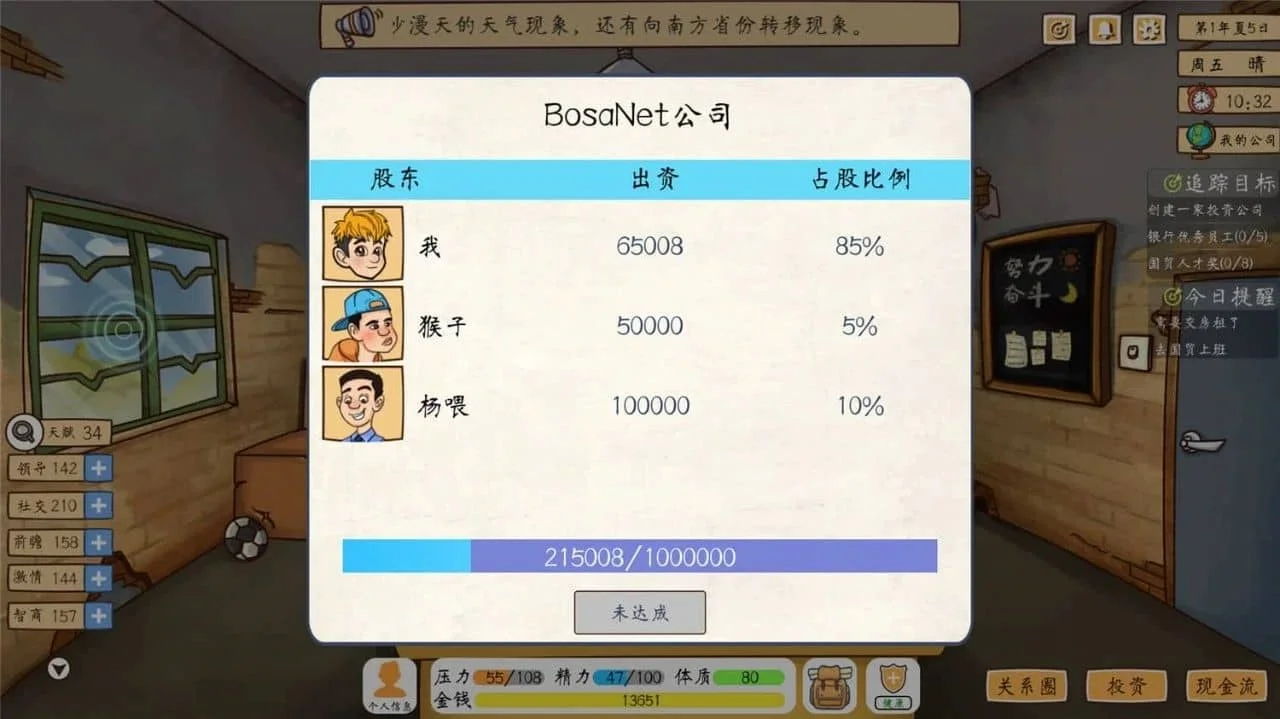 少漫天的天气现象，还有向南方省份转移现象。
第1年夏5日
周五 晴
10:32
我的公司
BosaNet公司
股东 出资 占股比例
我 65008 85%
猴子 50000 5%
杨喂 100000 10%
215008/1000000
未达成
追踪目标
创建一家投资公司
银行优秀员工(0/5)
国贸人才奖(0/8)
今日提醒
需要交房租了
去国贸上班
努力
奋斗
天赋 34
领导 142
社交 210
前瞻 158
激情 144
智商 157
个人信息
压力 55/108 精力 47/100 体质 80
金钱 13651
健康
关系圈 投资 现金流